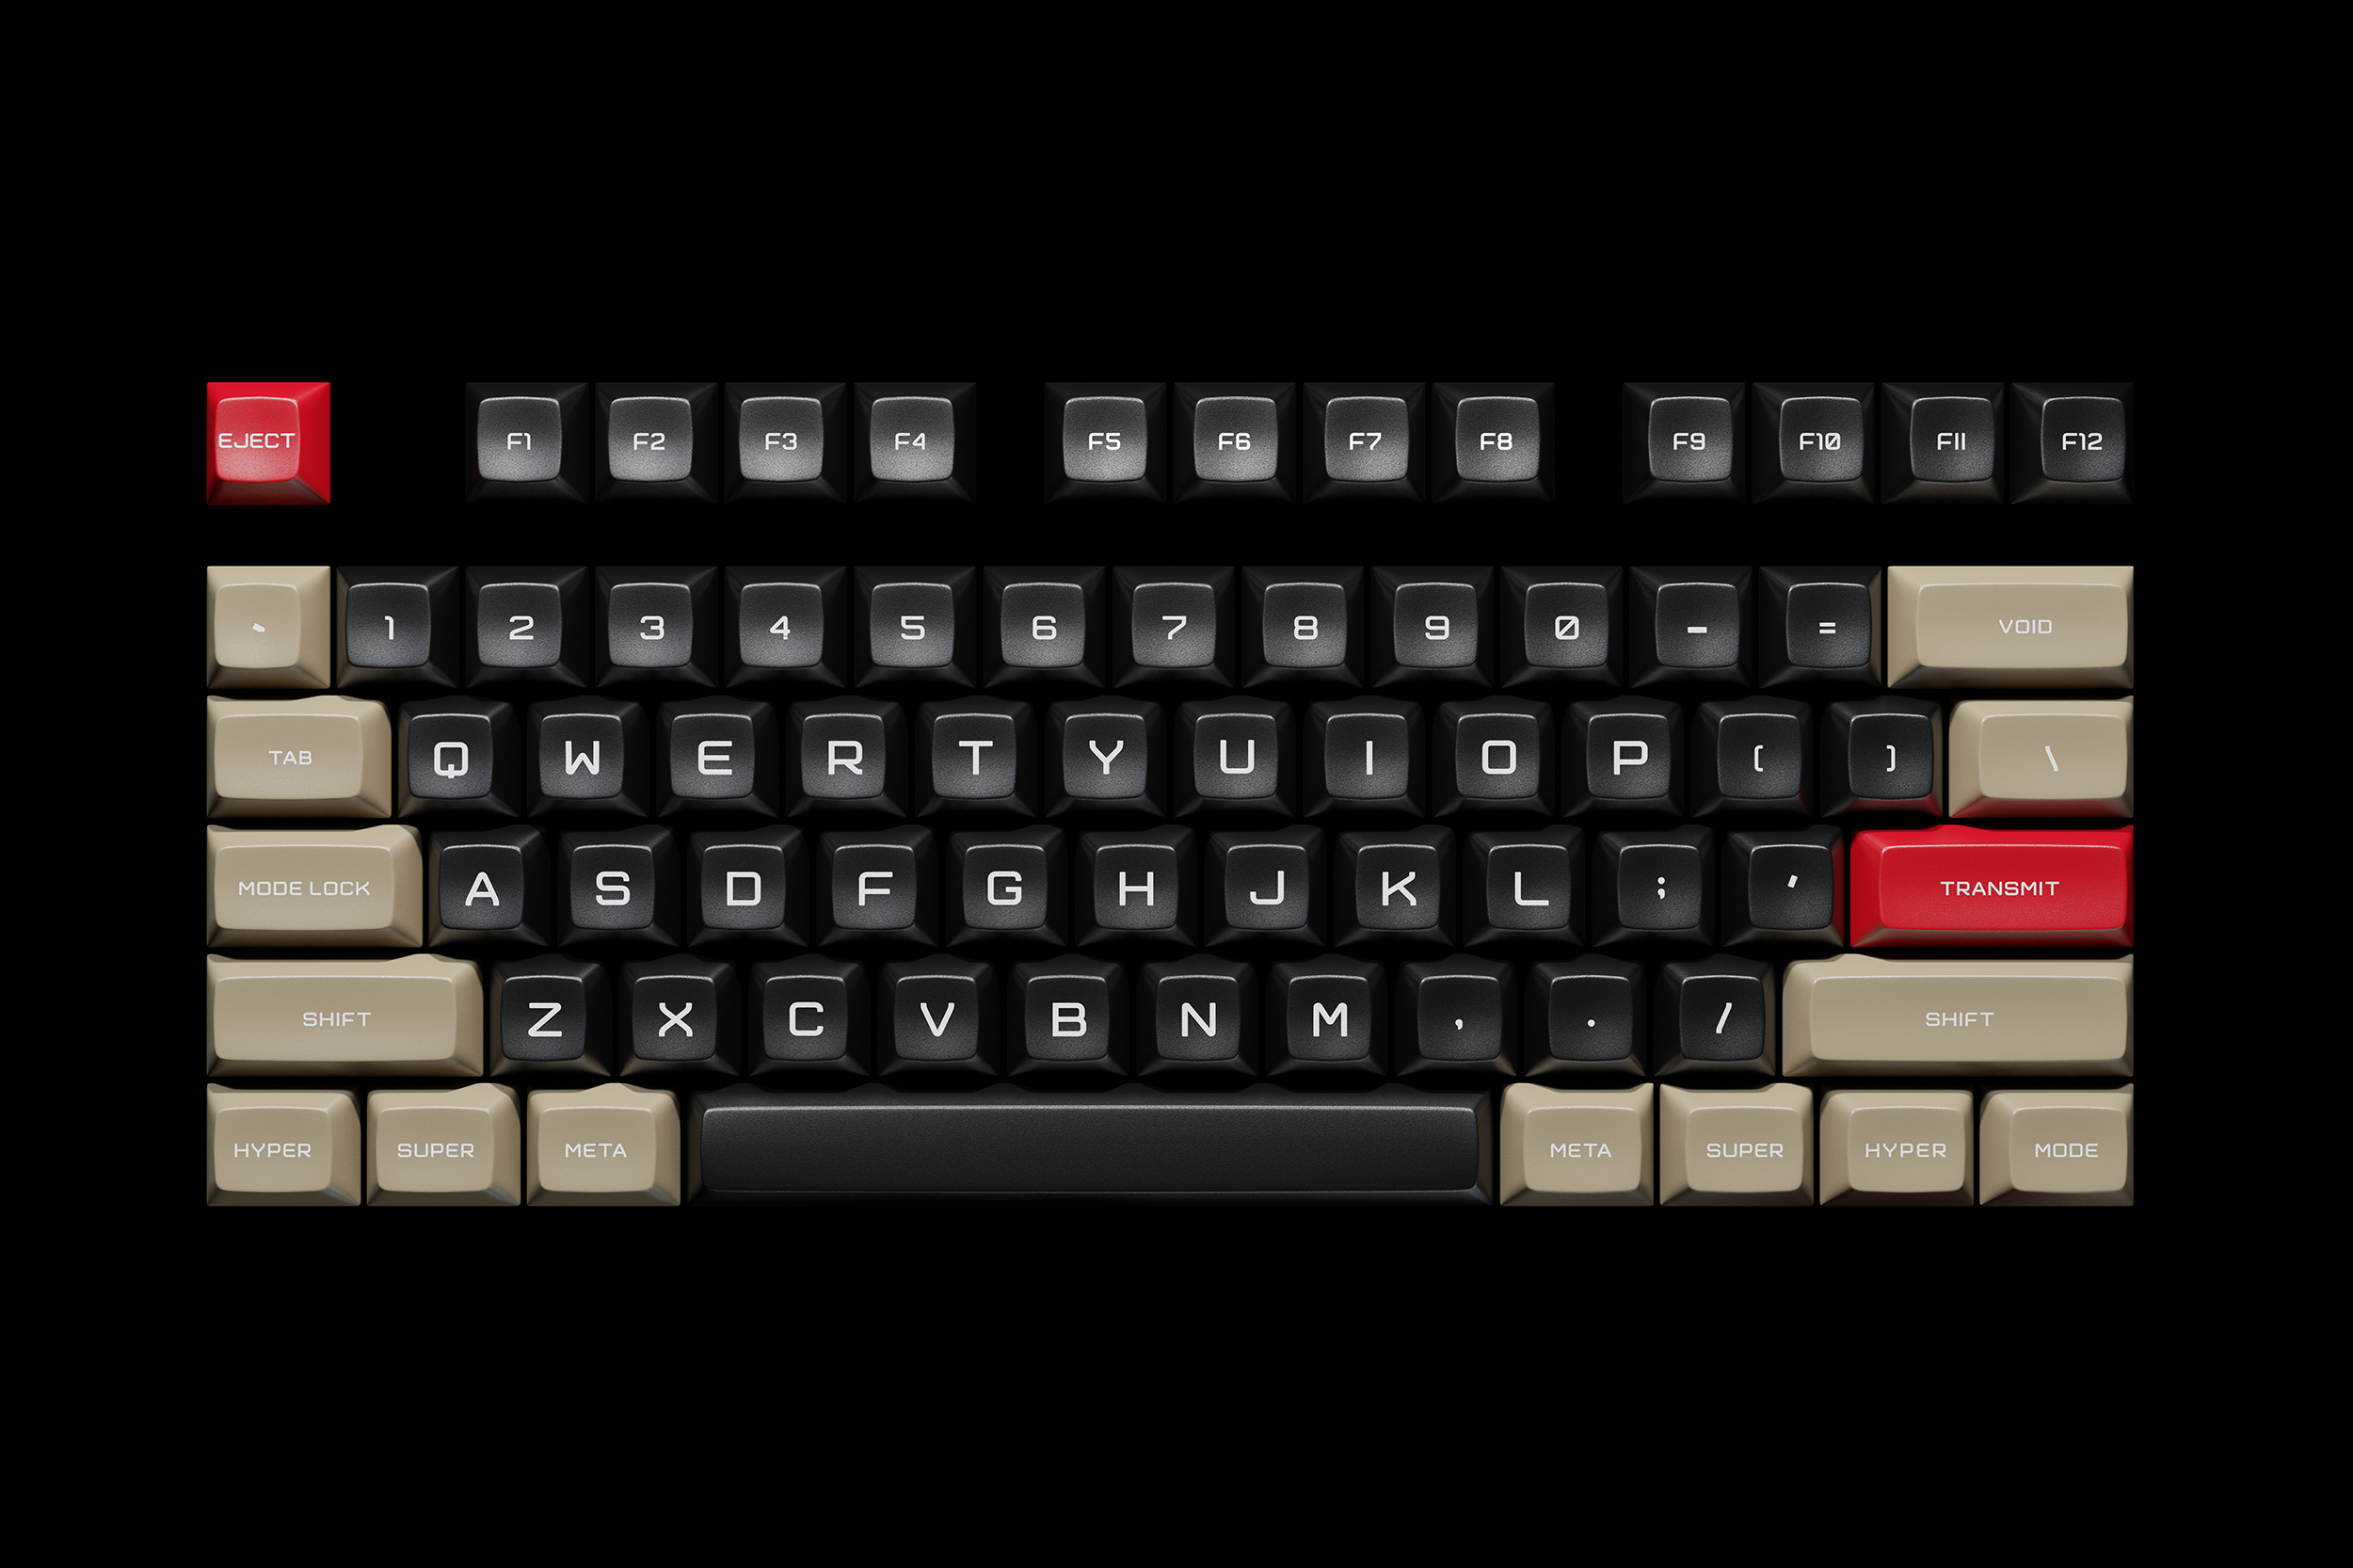 EJECT F1 F2 F3 F4 F5 F6 F7 F8 F9 F10 F11 F12
` 1 2 3 4 5 6 7 8 9 0 - = VOID
TAB Q W E R T Y U I O P [ ] \
MODE LOCK A S D F G H J K L ; ' TRANSMIT
SHIFT Z X C V B N M , . / SHIFT
HYPER SUPER META META SUPER HYPER MODE